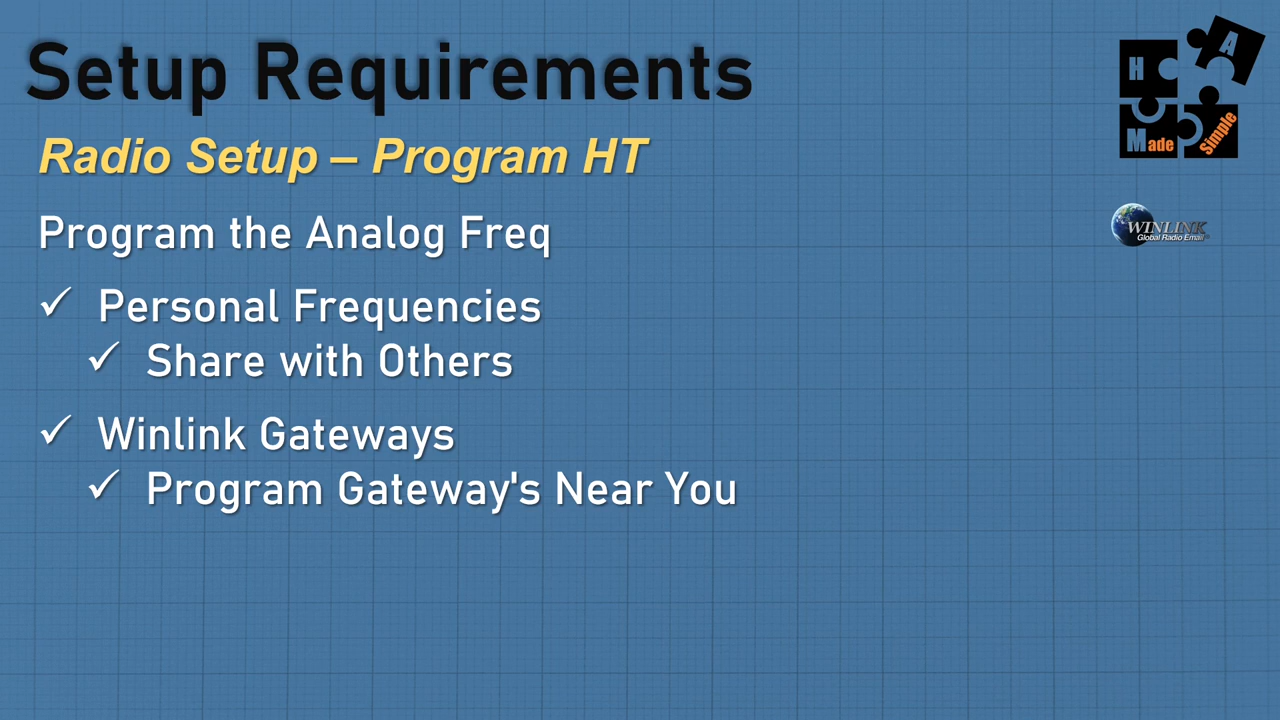 Setup Requirements
Radio Setup – Program HT
Program the Analog Freq
✓ Personal Frequencies
✓ Share with Others
✓ Winlink Gateways
✓ Program Gateway's Near You
H A
Made Simple
WINLINK
Global Radio Email